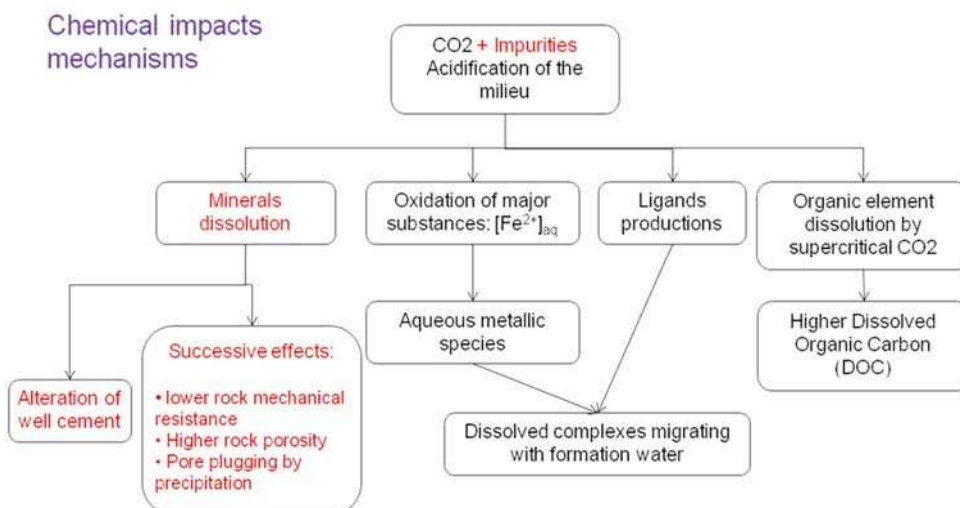 Chemical impacts
mechanisms
CO2 + Impurities
Acidification of the
milieu
Minerals
dissolution
Oxidation of major
substances: [Fe²⁺]aq
Ligands
productions
Organic element
dissolution by
supercritical CO2
Aqueous metallic
species
Higher Dissolved
Organic Carbon
(DOC)
Alteration of
well cement
Successive effects:
• lower rock mechanical
resistance
• Higher rock porosity
• Pore plugging by
precipitation
Dissolved complexes migrating
with formation water